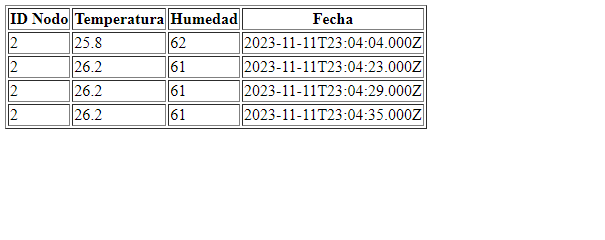 ID Nodo Temperatura Humedad Fecha
2 25.8 62 2023-11-11T23:04:04.000Z
2 26.2 61 2023-11-11T23:04:23.000Z
2 26.2 61 2023-11-11T23:04:29.000Z
2 26.2 61 2023-11-11T23:04:35.000Z